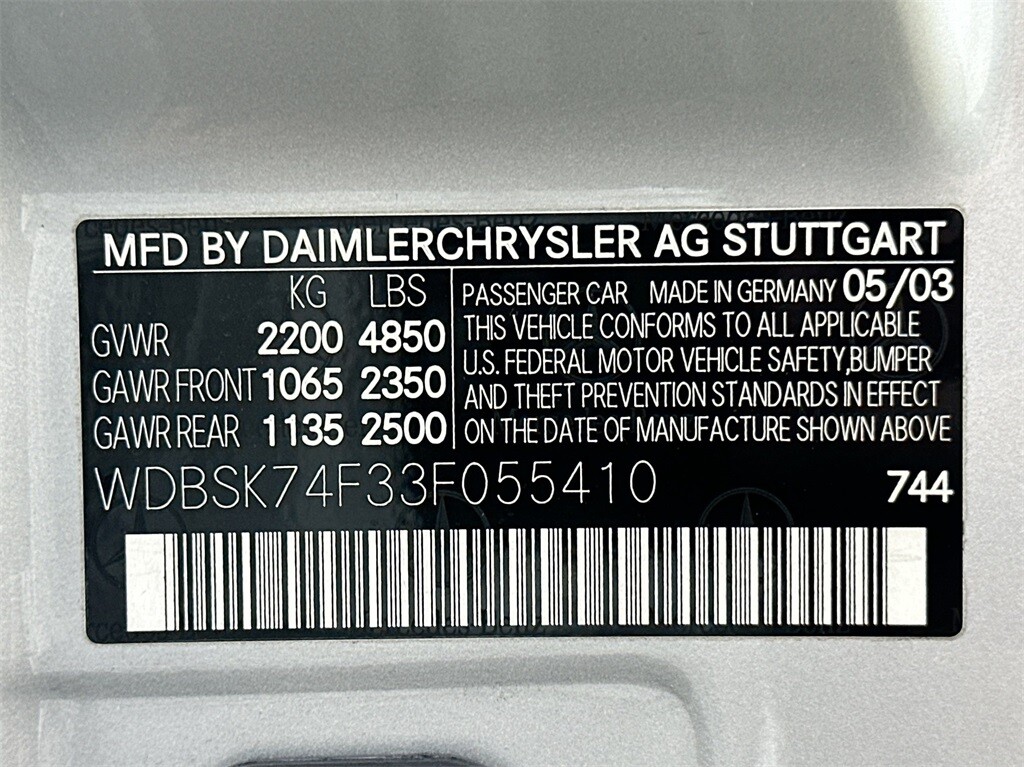 MFD BY DAIMLERCHRYSLER AG STUTTGART
KG LBS
GVWR 2200 4850
GAWR FRONT 1065 2350
GAWR REAR 1135 2500
PASSENGER CAR MADE IN GERMANY 05/03
THIS VEHICLE CONFORMS TO ALL APPLICABLE
U.S. FEDERAL MOTOR VEHICLE SAFETY,BUMPER
AND THEFT PREVENTION STANDARDS IN EFFECT
ON THE DATE OF MANUFACTURE SHOWN ABOVE
WDBSK74F33F055410 744